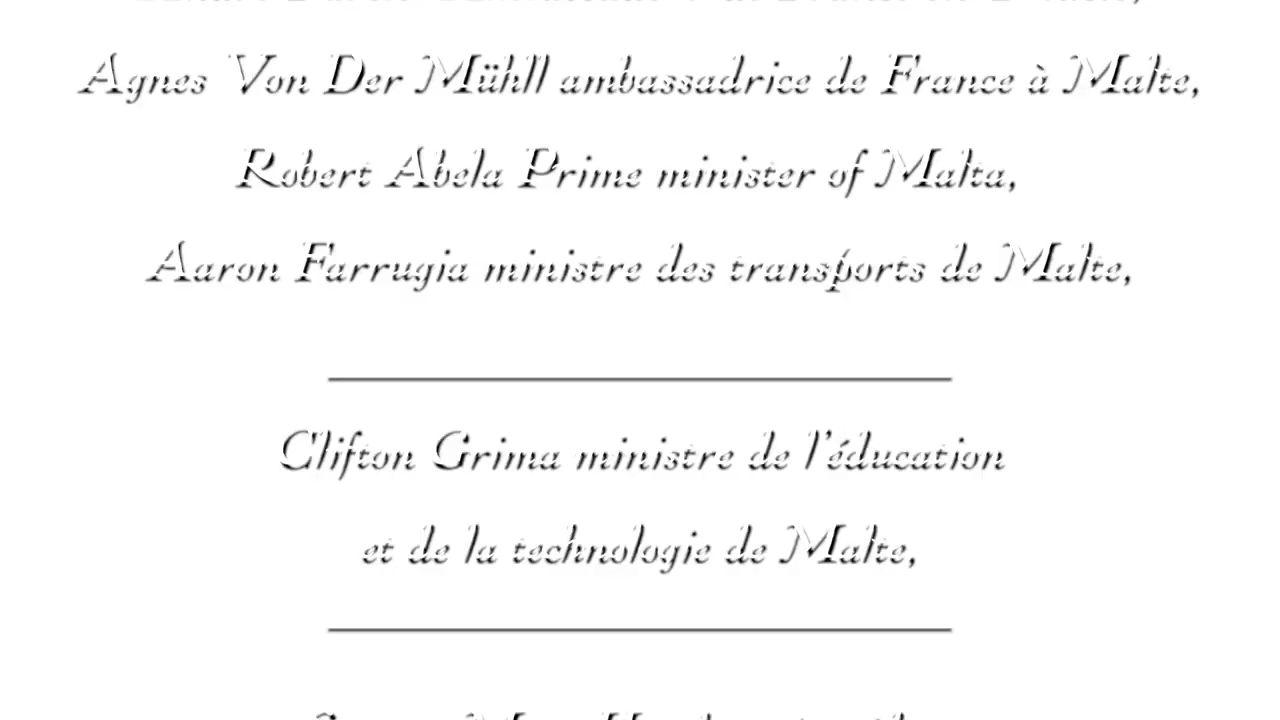 Agnes Von Der Mühll ambassadrice de France à Malte,
Robert Abela Prime minister of Malta,
Aaron Farrugia ministre des transports de Malte,
Clifton Grima ministre de l'éducation
et de la technologie de Malte,